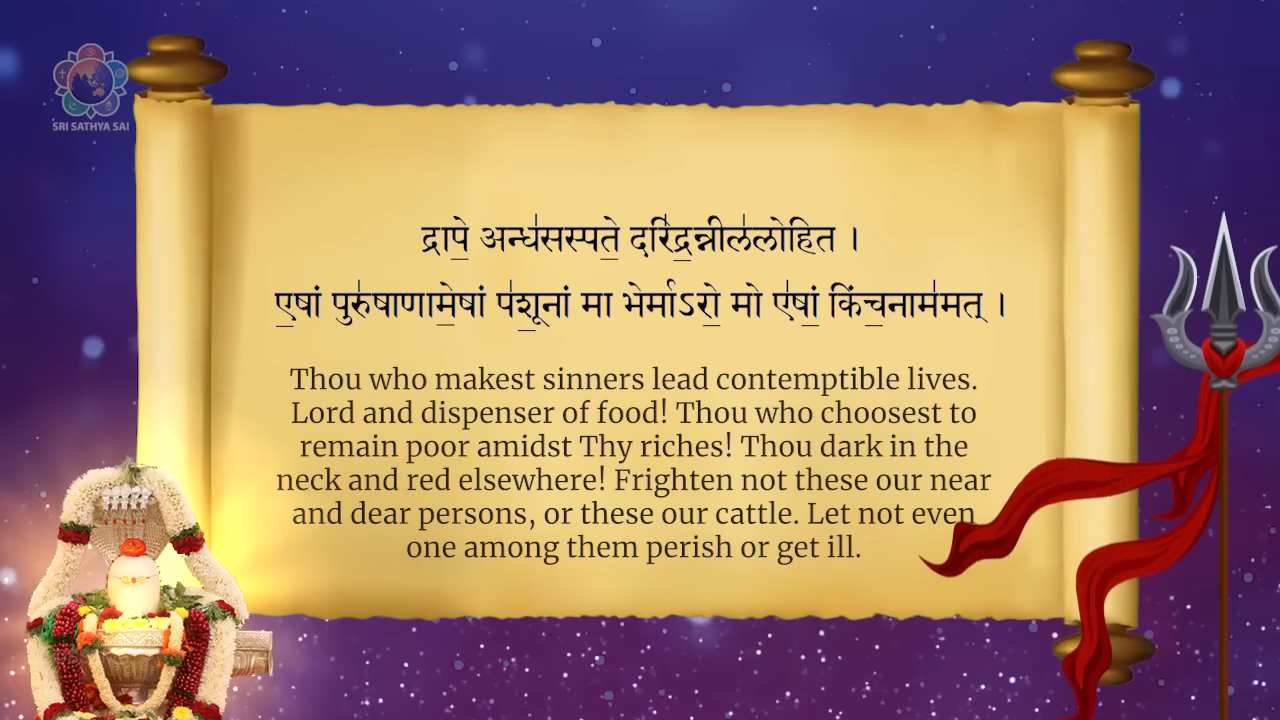 SRI SATHYA SAI
द्रापे॒ अन्ध॑सस्पते॒ दरि॑द्र॒न्नील॑लोहित ।
ए॒षां पुरु॑षाणामे॒षां प॑शू॒नां मा भेर्माऽरो॒ मो ए॑षां॒ किंच॒नाम॑मत् ।
Thou who makest sinners lead contemptible lives.
Lord and dispenser of food! Thou who choosest to
remain poor amidst Thy riches! Thou dark in the
neck and red elsewhere! Frighten not these our near
and dear persons, or these our cattle. Let not even
one among them perish or get ill.